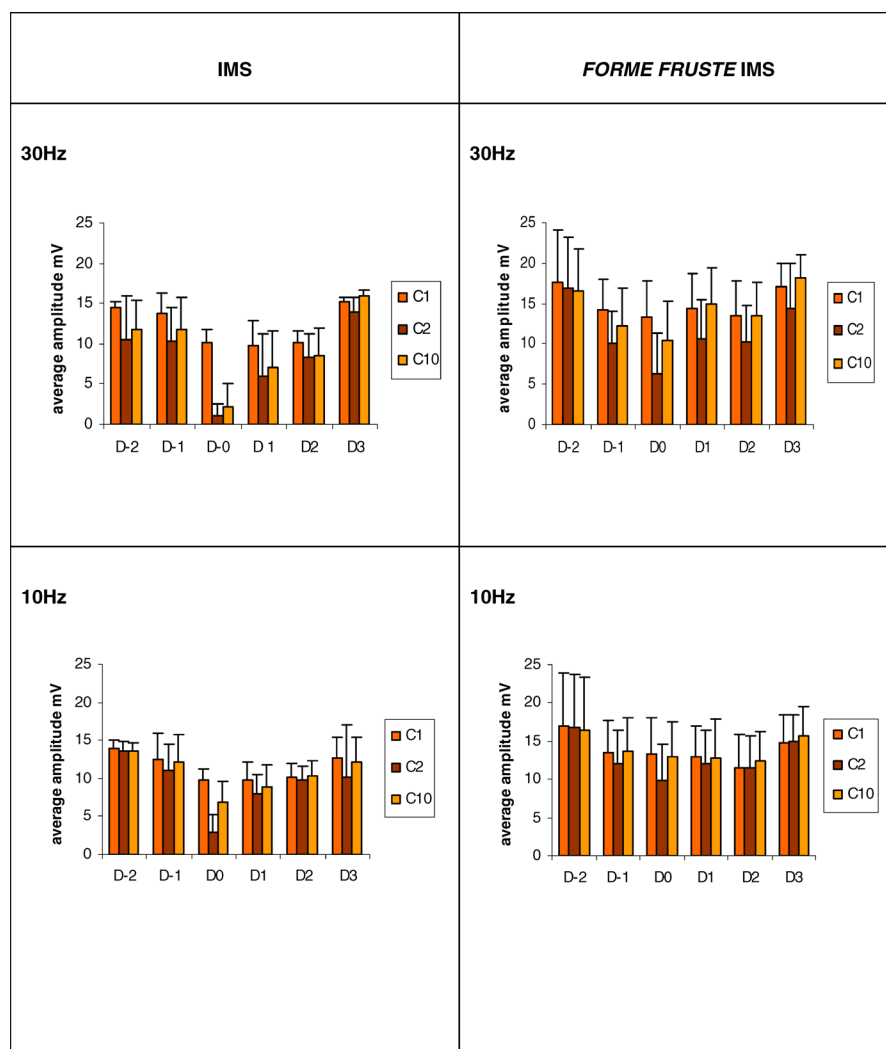 IMS
FORME FRUSTE IMS
30Hz
average amplitude mV
25
20
15
10
5
0
D-2 D-1 D-0 D 1 D2 D3
C1
C2
C10
30Hz
average amplitude mV
25
20
15
10
5
0
D-2 D-1 D0 D1 D2 D3
C1
C2
C10
10Hz
average amplitude mV
25
20
15
10
5
0
D-2 D-1 D0 D1 D2 D3
C1
C2
C10
10Hz
average amplitude mV
25
20
15
10
5
0
D-2 D-1 D0 D1 D2 D3
C1
C2
C10